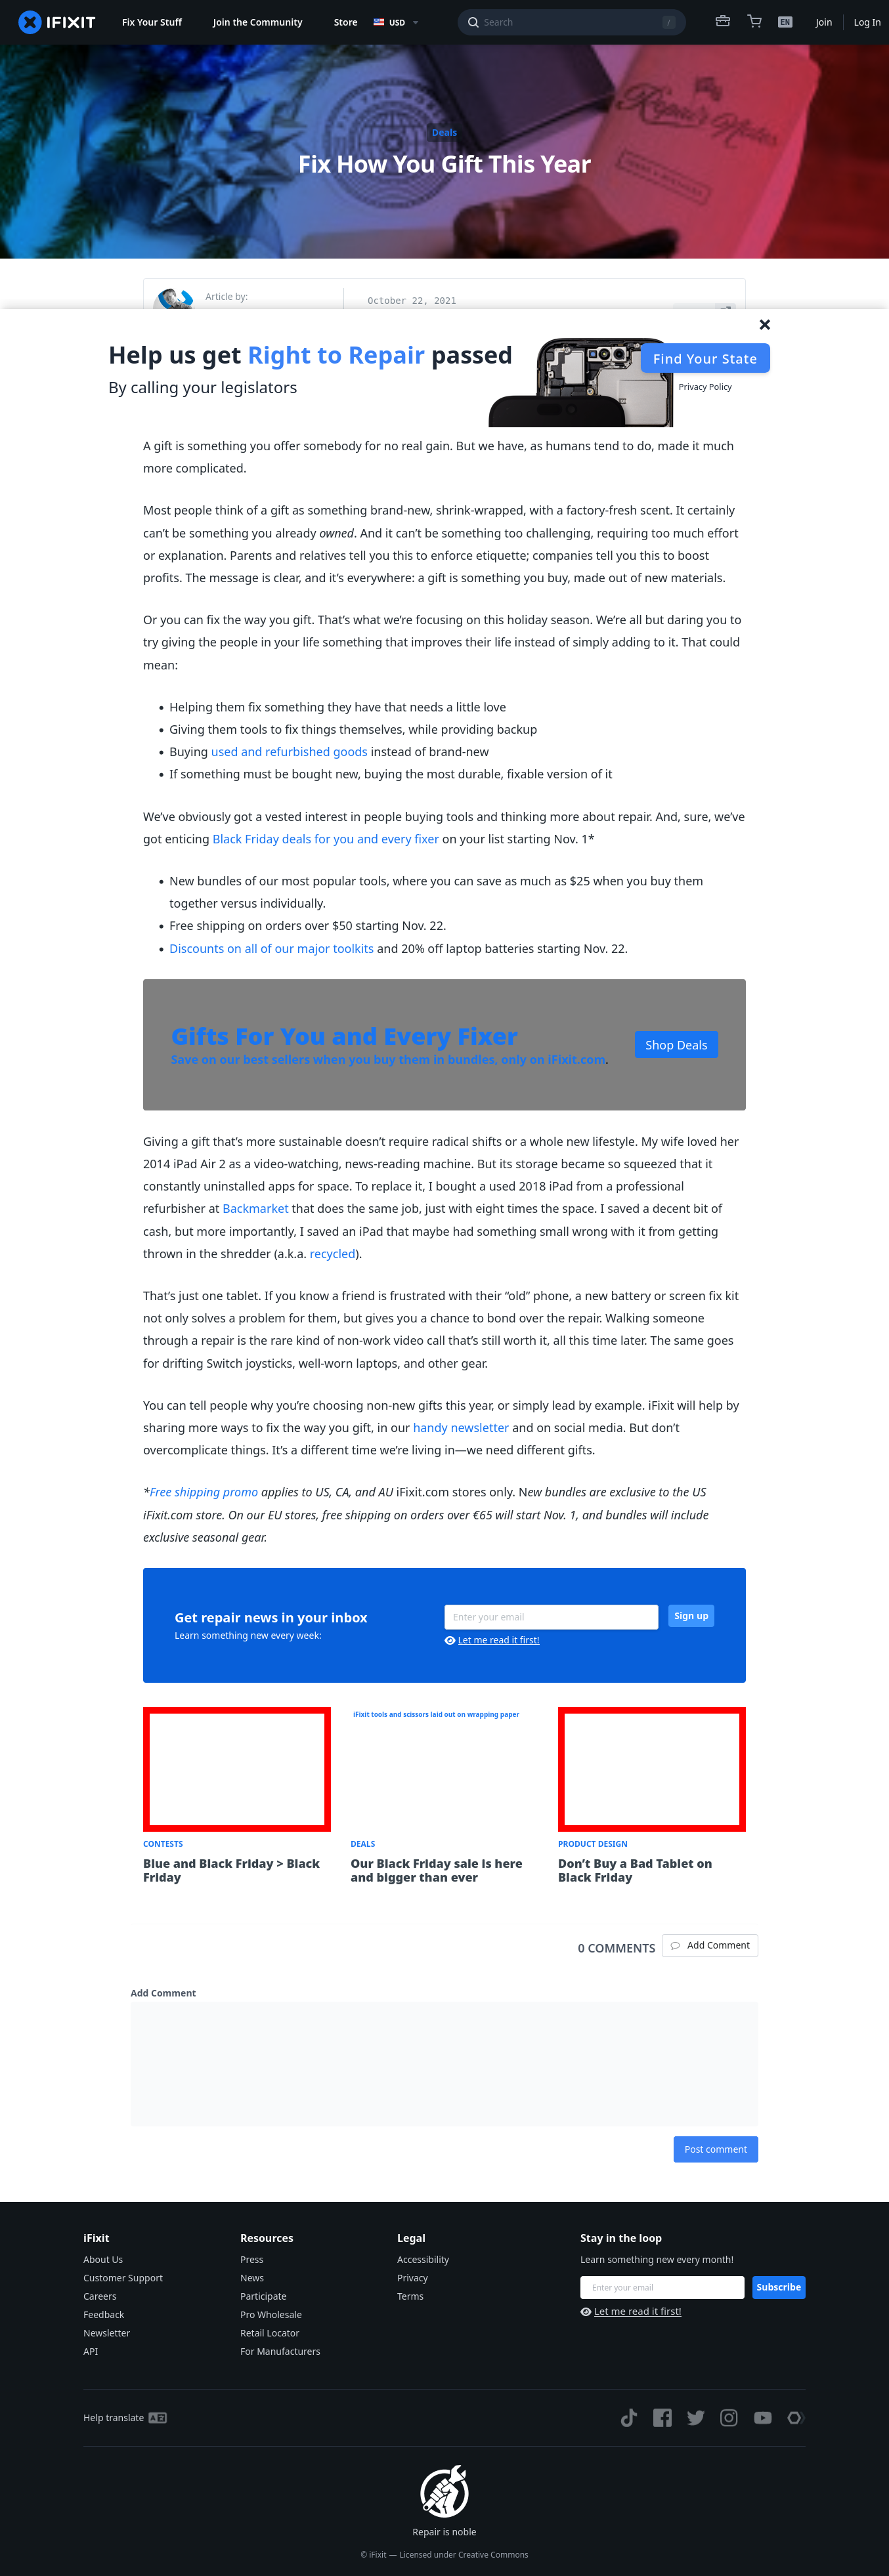 IFIXIT
Fix Your Stuff
Join the Community
Store
USD
Search
/
EN
Join
Log In
Deals
Fix How You Gift This Year
Article by:
October 22, 2021
Help us get Right to Repair passed
By calling your legislators
Find Your State
Privacy Policy
A gift is something you offer somebody for no real gain. But we have, as humans tend to do, made it much
more complicated.
Most people think of a gift as something brand-new, shrink-wrapped, with a factory-fresh scent. It certainly
can’t be something you already owned. And it can’t be something too challenging, requiring too much effort
or explanation. Parents and relatives tell you this to enforce etiquette; companies tell you this to boost
profits. The message is clear, and it’s everywhere: a gift is something you buy, made out of new materials.
Or you can fix the way you gift. That’s what we’re focusing on this holiday season. We’re all but daring you to
try giving the people in your life something that improves their life instead of simply adding to it. That could
mean:
• Helping them fix something they have that needs a little love
• Giving them tools to fix things themselves, while providing backup
• Buying used and refurbished goods instead of brand-new
• If something must be bought new, buying the most durable, fixable version of it
We’ve obviously got a vested interest in people buying tools and thinking more about repair. And, sure, we’ve
got enticing Black Friday deals for you and every fixer on your list starting Nov. 1*
• New bundles of our most popular tools, where you can save as much as $25 when you buy them
together versus individually.
• Free shipping on orders over $50 starting Nov. 22.
• Discounts on all of our major toolkits and 20% off laptop batteries starting Nov. 22.
Gifts For You and Every Fixer
Save on our best sellers when you buy them in bundles, only on iFixit.com.
Shop Deals
Giving a gift that’s more sustainable doesn’t require radical shifts or a whole new lifestyle. My wife loved her
2014 iPad Air 2 as a video-watching, news-reading machine. But its storage became so squeezed that it
constantly uninstalled apps for space. To replace it, I bought a used 2018 iPad from a professional
refurbisher at Backmarket that does the same job, just with eight times the space. I saved a decent bit of
cash, but more importantly, I saved an iPad that maybe had something small wrong with it from getting
thrown in the shredder (a.k.a. recycled).
That’s just one tablet. If you know a friend is frustrated with their “old” phone, a new battery or screen fix kit
not only solves a problem for them, but gives you a chance to bond over the repair. Walking someone
through a repair is the rare kind of non-work video call that’s still worth it, all this time later. The same goes
for drifting Switch joysticks, well-worn laptops, and other gear.
You can tell people why you’re choosing non-new gifts this year, or simply lead by example. iFixit will help by
sharing more ways to fix the way you gift, in our handy newsletter and on social media. But don’t
overcomplicate things. It’s a different time we’re living in—we need different gifts.
*Free shipping promo applies to US, CA, and AU iFixit.com stores only. New bundles are exclusive to the US
iFixit.com store. On our EU stores, free shipping on orders over €65 will start Nov. 1, and bundles will include
exclusive seasonal gear.
Get repair news in your inbox
Learn something new every week:
Enter your email
Sign up
Let me read it first!
iFixit tools and scissors laid out on wrapping paper
CONTESTS
Blue and Black Friday > Black
Friday
DEALS
Our Black Friday sale is here
and bigger than ever
PRODUCT DESIGN
Don’t Buy a Bad Tablet on
Black Friday
0 COMMENTS
Add Comment
Add Comment
Post comment
iFixit
About Us
Customer Support
Careers
Feedback
Newsletter
API
Resources
Press
News
Participate
Pro Wholesale
Retail Locator
For Manufacturers
Legal
Accessibility
Privacy
Terms
Stay in the loop
Learn something new every month!
Enter your email
Subscribe
Let me read it first!
Help translate
Repair is noble
© iFixit — Licensed under Creative Commons